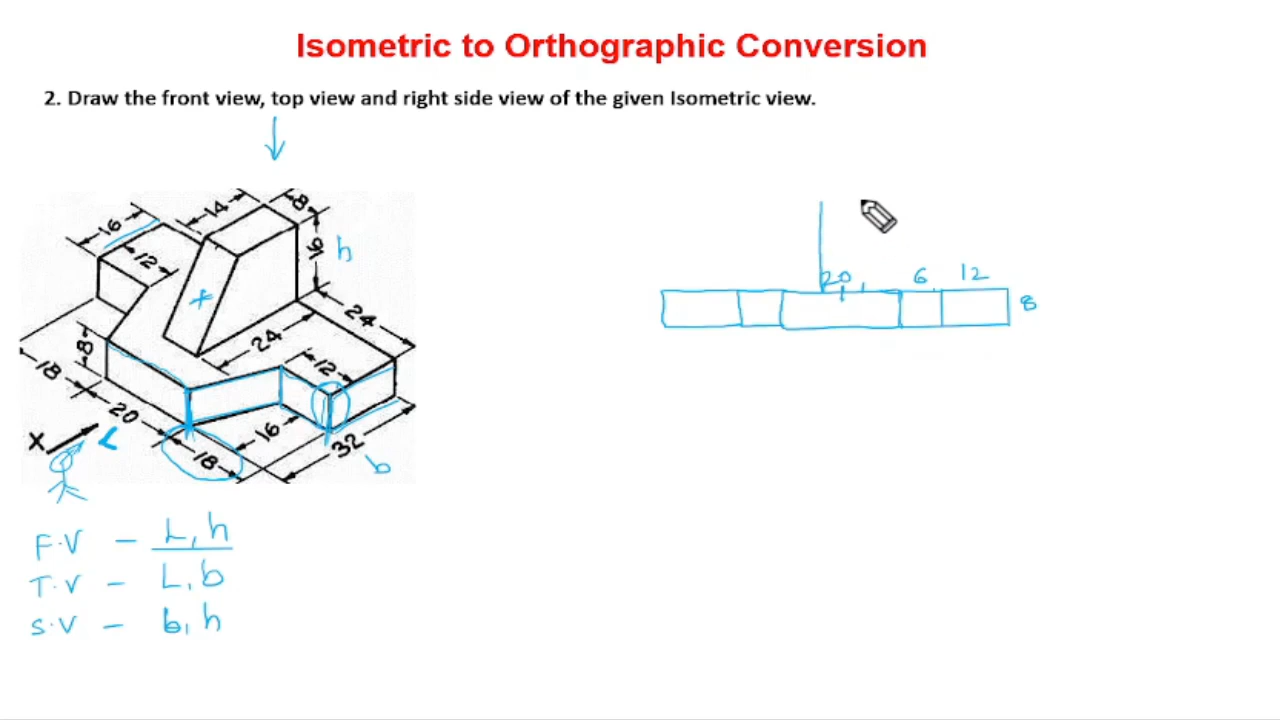 Isometric to Orthographic Conversion
2. Draw the front view, top view and right side view of the given Isometric view.
16
14
8
12
16
h
24
8
24
12
18
20
16
32
18
b
X
L
20
6
12
8
F.V - L, h
T.V - L, b
S.V - b, h